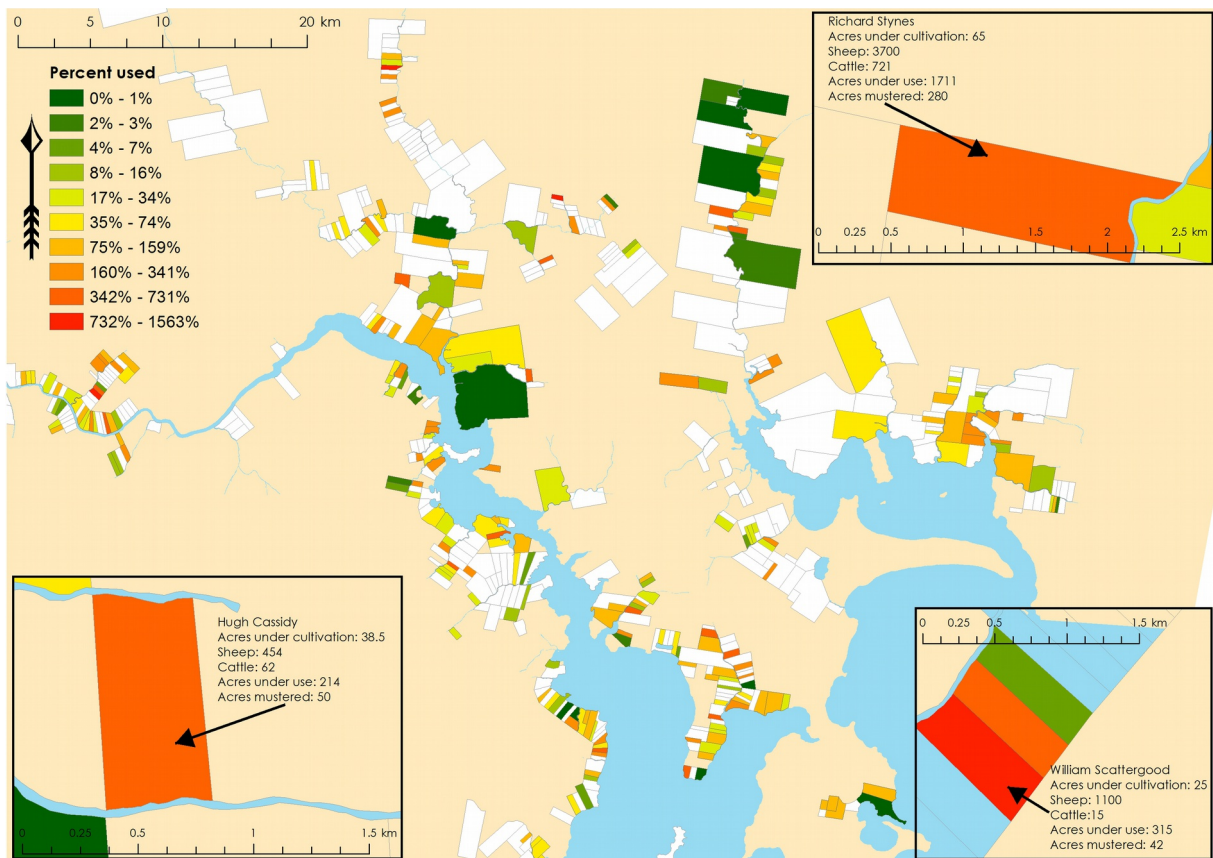 0 5 10 20 km
Percent used
0% - 1%
2% - 3%
4% - 7%
8% - 16%
17% - 34%
35% - 74%
75% - 159%
160% - 341%
342% - 731%
732% - 1563%
Richard Stynes
Acres under cultivation: 65
Sheep: 3700
Cattle: 721
Acres under use: 1711
Acres mustered: 280
0 0.5 1 1.5 2 2.5 km
Hugh Cassidy
Acres under cultivation: 38.5
Sheep: 454
Cattle: 62
Acres under use: 214
Acres mustered: 50
0 0.25 0.5 1 1.5 km
0 0.25 0.5 1 1.5 km
William Scattergood
Acres under cultivation: 25
Sheep: 1100
Cattle:15
Acres under use: 315
Acres mustered: 42